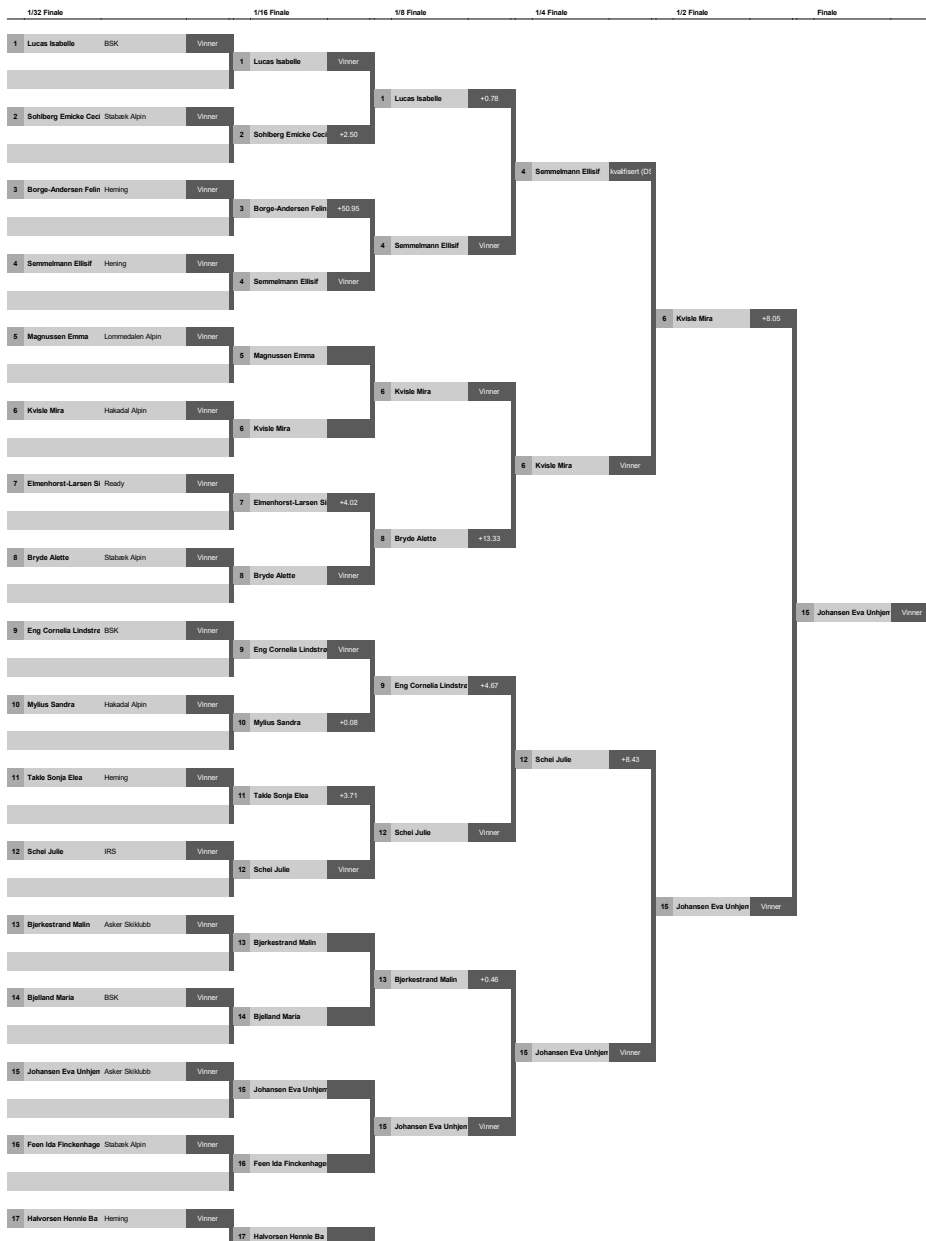 1/32 Finale 1/16 Finale 1/8 Finale 1/4 Finale 1/2 Finale Finale
1 Lucas Isabelle BSK Vinner
1 Lucas Isabelle Vinner
1 Lucas Isabelle +0.78
2 Sohlberg Emicke Ceci Stabæk Alpin Vinner
2 Sohlberg Emicke Ceci +2.50
4 Semmelmann Ellisif kvalifisert (DS
3 Borge-Andersen Felin Heming Vinner
3 Borge-Andersen Felin +50.95
4 Semmelmann Ellisif Vinner
4 Semmelmann Ellisif Hening Vinner
4 Semmelmann Ellisif Vinner
6 Kvisle Mira +8.05
5 Magnussen Emma Lommedalen Alpin Vinner
5 Magnussen Emma
6 Kvisle Mira Vinner
6 Kvisle Mira Hakadal Alpin Vinner
6 Kvisle Mira
6 Kvisle Mira Vinner
7 Elmenhorst-Larsen Si Ready Vinner
7 Elmenhorst-Larsen Si +4.02
8 Bryde Alette +13.33
8 Bryde Alette Stabæk Alpin Vinner
8 Bryde Alette Vinner
15 Johansen Eva Unhjem Vinner
9 Eng Cornelia Lindstrø BSK Vinner
9 Eng Cornelia Lindstrø Vinner
9 Eng Cornelia Lindstrø +4.67
10 Mylius Sandra Hakadal Alpin Vinner
10 Mylius Sandra +0.08
12 Schei Julie +8.43
11 Takle Sonja Elea Heming Vinner
11 Takle Sonja Elea +3.71
12 Schei Julie Vinner
12 Schei Julie IRS Vinner
12 Schei Julie Vinner
15 Johansen Eva Unhjem Vinner
13 Bjerkestrand Malin Asker Skiklubb Vinner
13 Bjerkestrand Malin
13 Bjerkestrand Malin +0.46
14 Bjelland Maria BSK Vinner
14 Bjelland Maria
15 Johansen Eva Unhjem Vinner
15 Johansen Eva Unhjem Asker Skiklubb Vinner
15 Johansen Eva Unhjem
15 Johansen Eva Unhjem Vinner
16 Feen Ida Finckenhage Stabæk Alpin Vinner
16 Feen Ida Finckenhage
17 Halvorsen Hennie Ba Heming Vinner
17 Halvorsen Hennie Ba